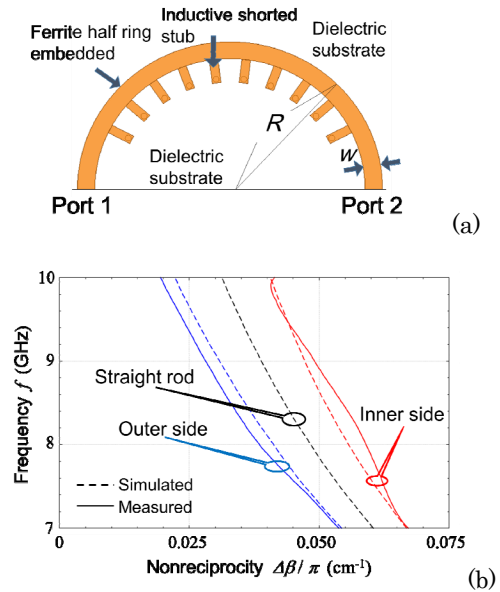 Inductive shorted
stub
Dielectric
substrate
Ferrite half ring
embedded
R
w
Dielectric
substrate
Port 1
Port 2
(a)
10
9
8
7
Frequency f (GHz)
Straight rod
Outer side
Inner side
Simulated
Measured
0
0.025
0.050
0.075
Nonreciprocity Δβ/π (cm⁻¹)
(b)